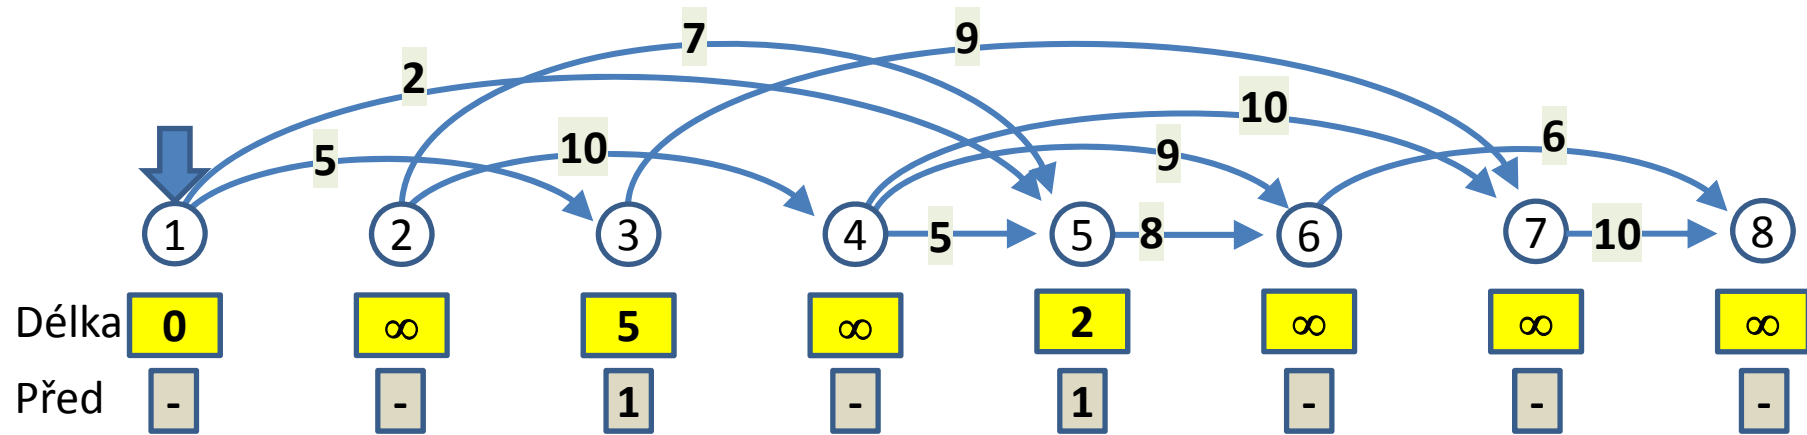 7 9
2 10
5 10 9 6
1 2 3 4 5 5 8 6 7 10 8
Délka 0 ∞ 5 ∞ 2 ∞ ∞ ∞
Před - - 1 - 1 - - -